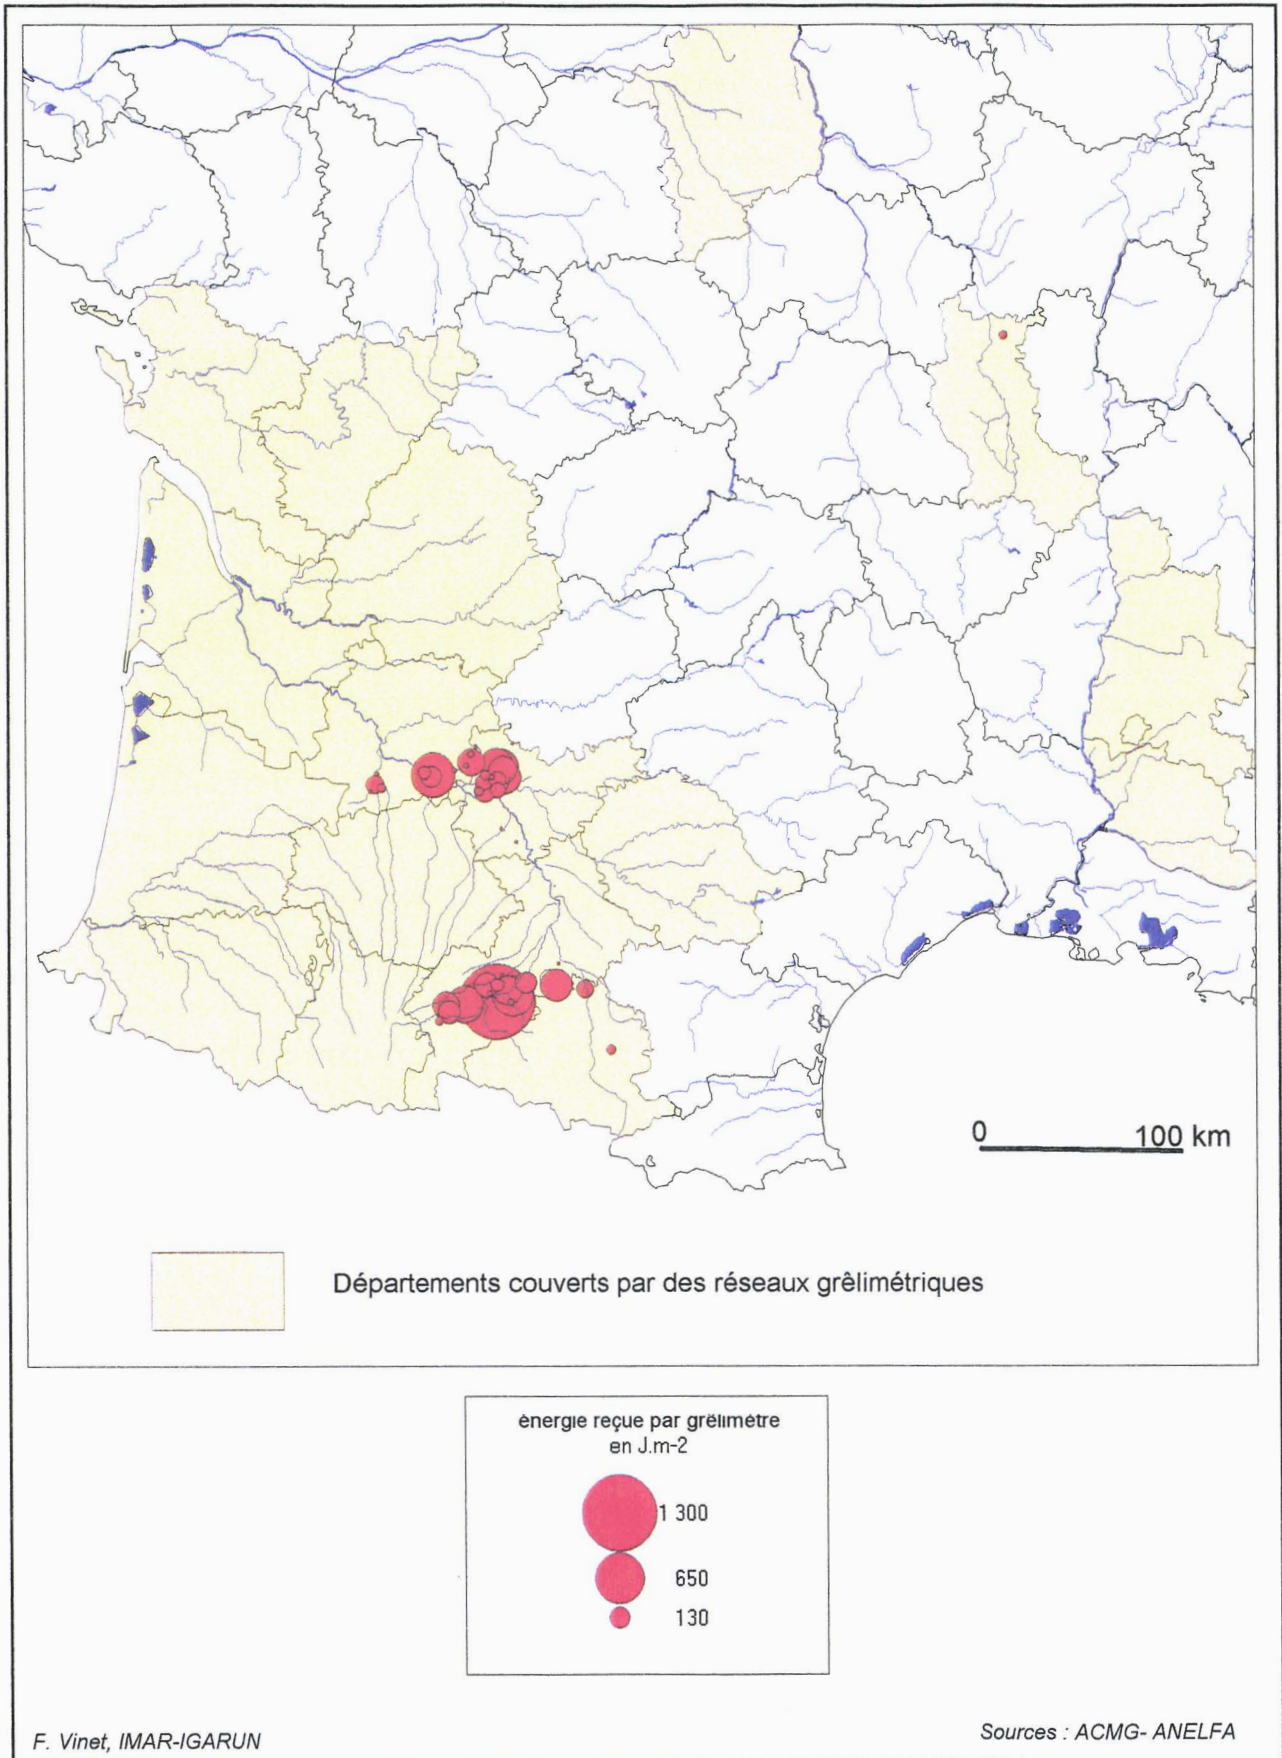 0 100 km
Départements couverts par des réseaux grêlimétriques
énergie reçue par grêlimètre
en J.m-2
1 300
650
130
F. Vinet, IMAR-IGARUN
Sources : ACMG- ANELFA